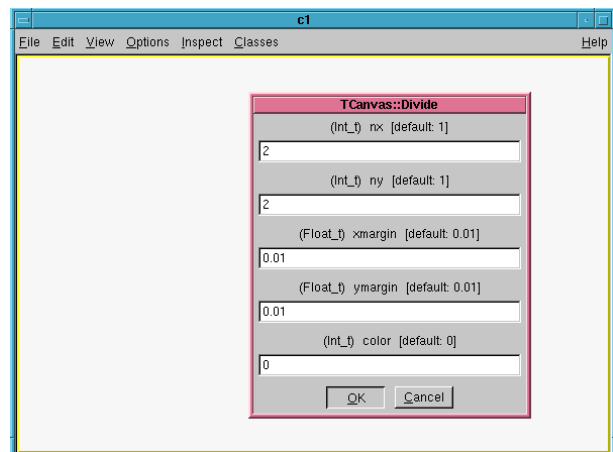 c1
File Edit View Options Inspect Classes Help
TCanvas::Divide
(Int_t) nx [default: 1]
2
(Int_t) ny [default: 1]
2
(Float_t) xmargin [default: 0.01]
0.01
(Float_t) ymargin [default: 0.01]
0.01
(Int_t) color [default: 0]
0
OK Cancel